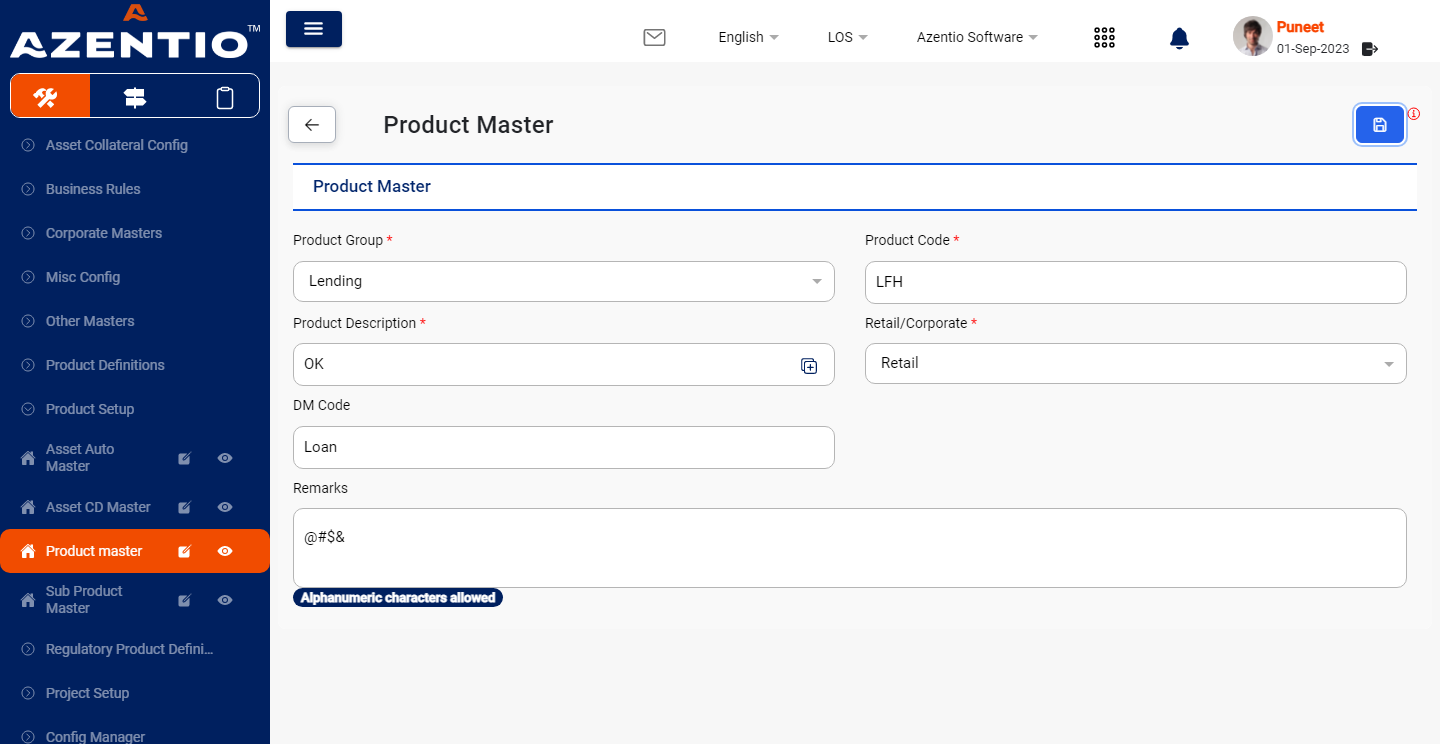 AZENTIO™
Asset Collateral Config
Business Rules
Corporate Masters
Misc Config
Other Masters
Product Definitions
Product Setup
Asset Auto
Master
Asset CD Master
Product master
Sub Product
Master
Regulatory Product Defini...
Project Setup
Config Manager
English
LOS
Azentio Software
Puneet
01-Sep-2023
Product Master
Product Master
Product Group *
Lending
Product Code *
LFH
Product Description *
OK
Retail/Corporate *
Retail
DM Code
Loan
Remarks
@#$&
Alphanumeric characters allowed